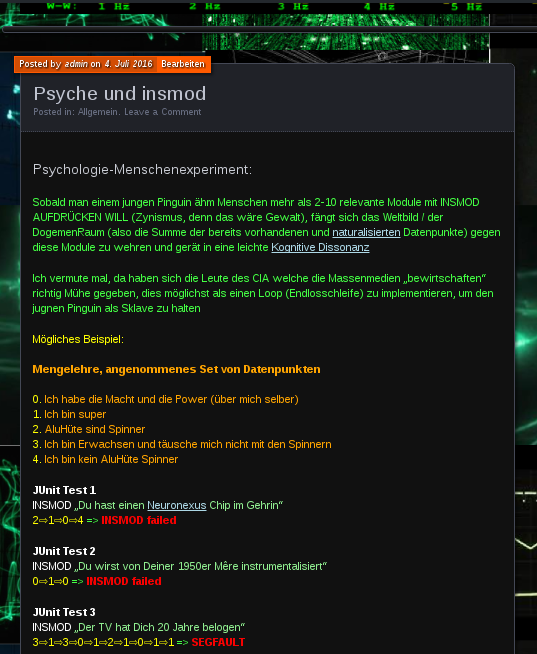 W-W: 1 Hz 2 Hz 3 Hz 4 Hz 5 Hz
Posted by admin on 4. Juli 2016 Bearbeiten
Psyche und insmod
Posted in: Allgemein. Leave a Comment
Psychologie-Menschenexperiment:
Sobald man einem jungen Pinguin ähm Menschen mehr als 2-10 relevante Module mit INSMOD
AUFDRÜCKEN WILL (Zynismus, denn das wäre Gewalt), fängt sich das Weltbild / der
DogemenRaum (also die Summe der bereits vorhandenen und naturalisierten Datenpunkte) gegen
diese Module zu wehren und gerät in eine leichte Kognitive Dissonanz
Ich vermute mal, da haben sich die Leute des CIA welche die Massenmedien „bewirtschaften“
richtig Mühe gegeben, dies möglichst als einen Loop (Endlosschleife) zu implementieren, um den
jugnen Pinguin als Sklave zu halten
Mögliches Beispiel:
Mengelehre, angenommenes Set von Datenpunkten
0. Ich habe die Macht und die Power (über mich selber)
1. Ich bin super
2. AluHüte sind Spinner
3. Ich bin Erwachsen und täusche mich nicht mit den Spinnern
4. Ich bin kein AluHüte Spinner
JUnit Test 1
INSMOD „Du hast einen Neuronexus Chip im Gehrin“
2⇨1⇨0⇨4 => INSMOD failed
JUnit Test 2
INSMOD „Du wirst von Deiner 1950er Mêre instrumentalisiert“
0⇨1⇨0 => INSMOD failed
JUnit Test 3
INSMOD „Der TV hat Dich 20 Jahre belogen“
3⇨1⇨3⇨0⇨1⇨2⇨1⇨0⇨1⇨1 => SEGFAULT